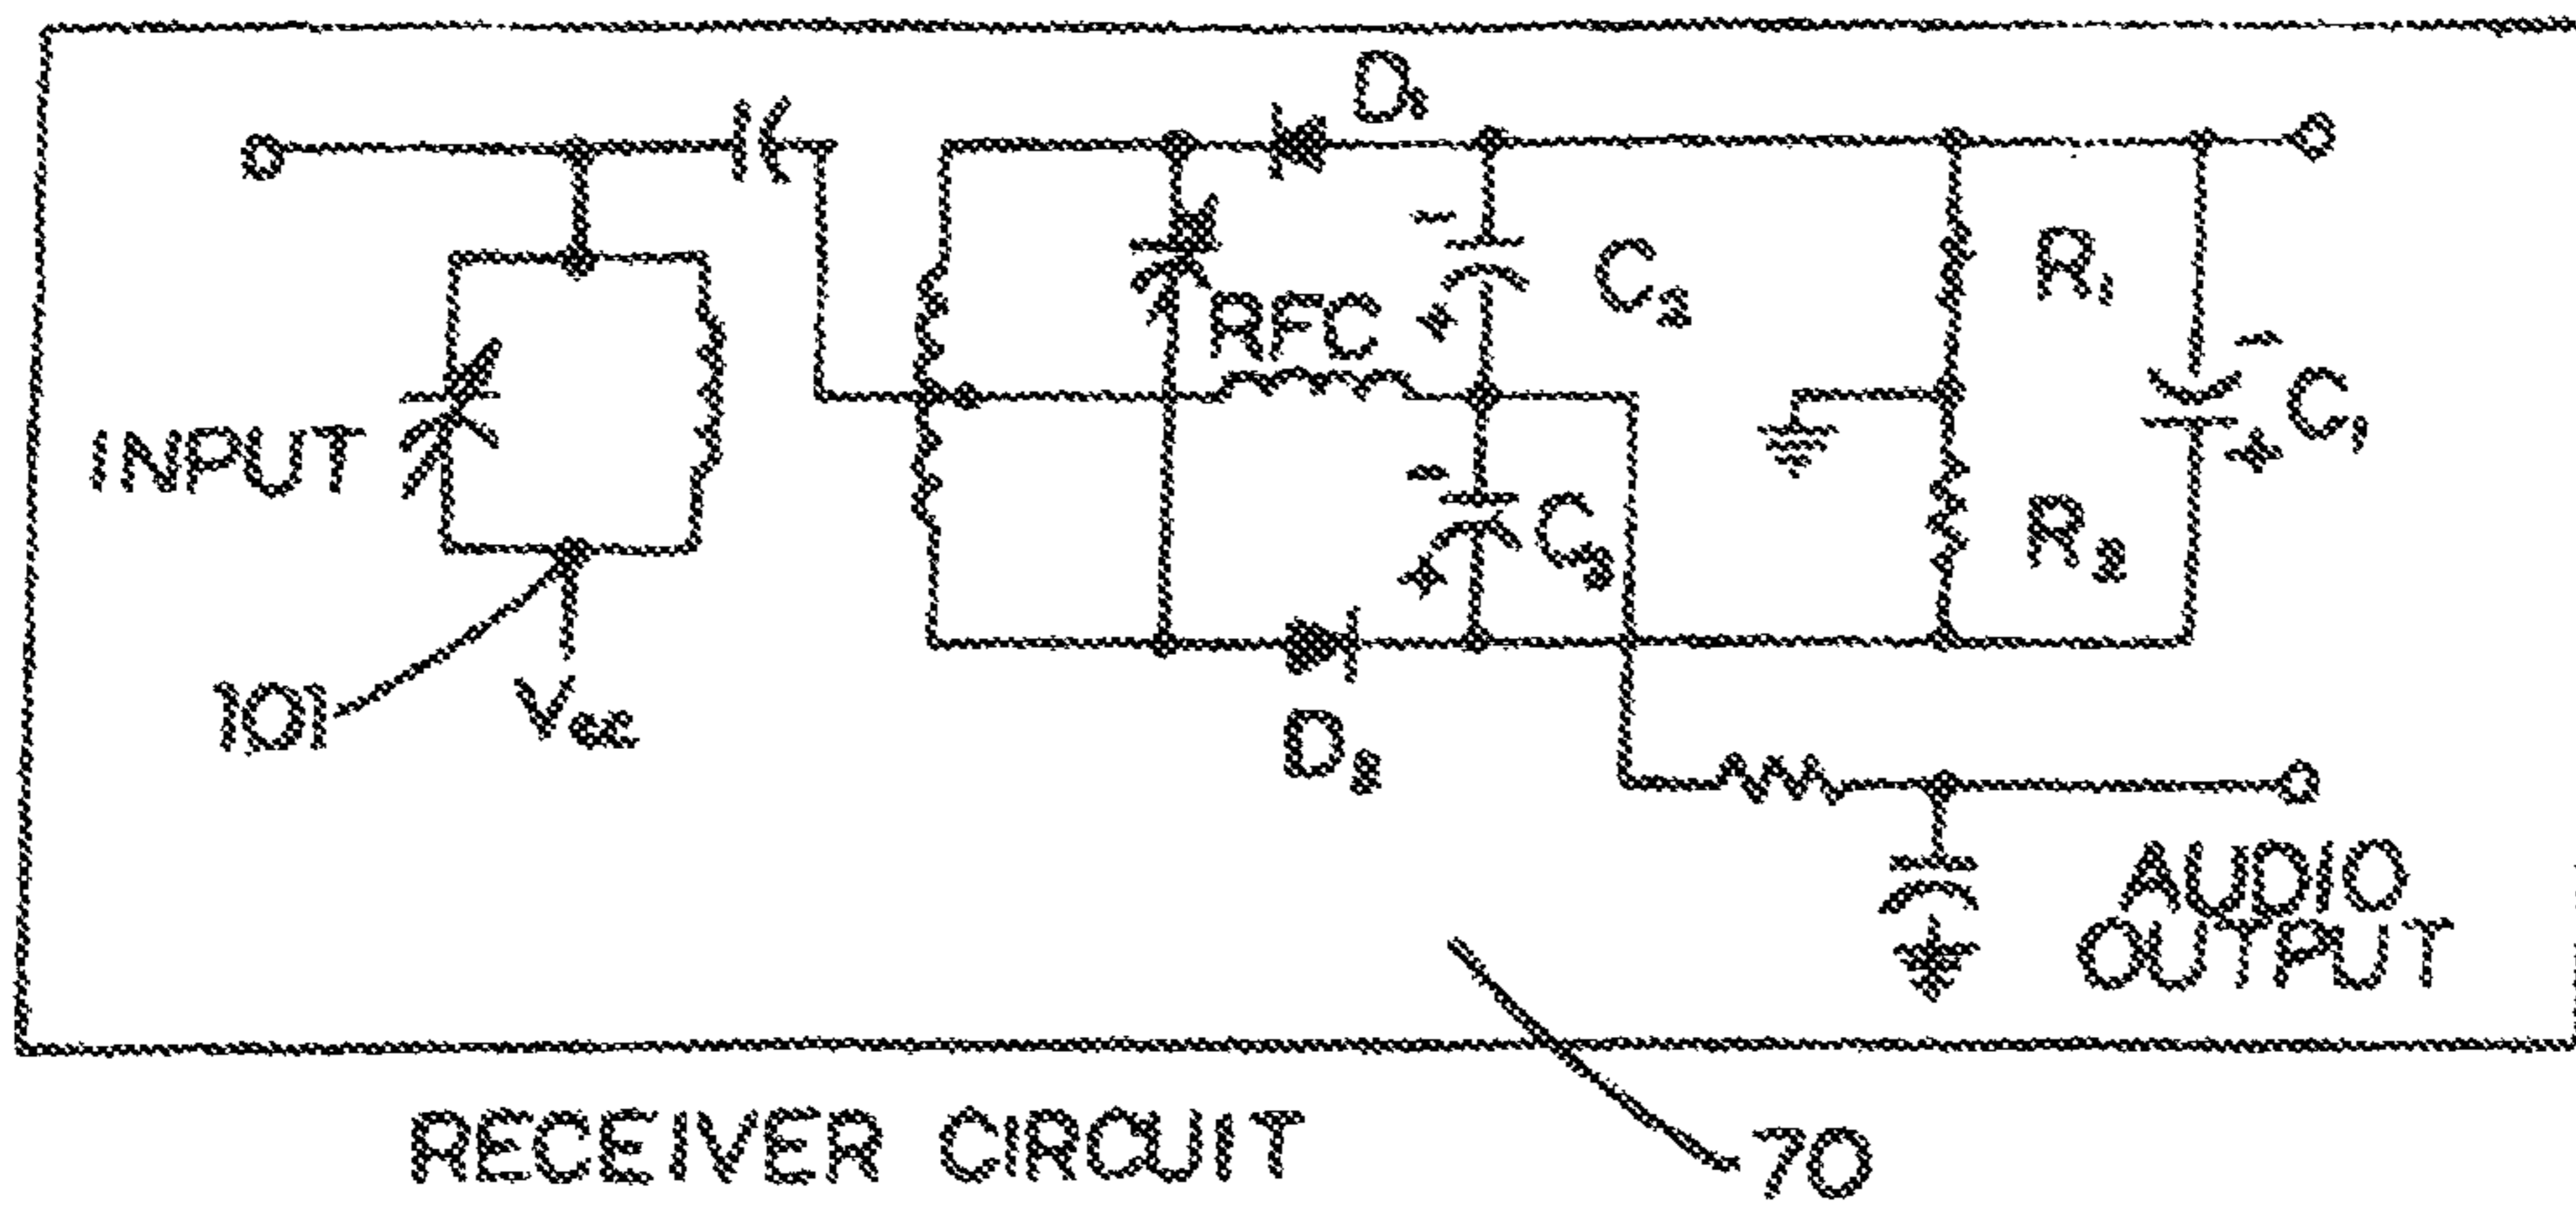 D₁
C₂
R₁
RFC
INPUT
C₁
C₃
R₂
101
Vcc
D₂
AUDIO
OUTPUT
RECEIVER CIRCUIT
70